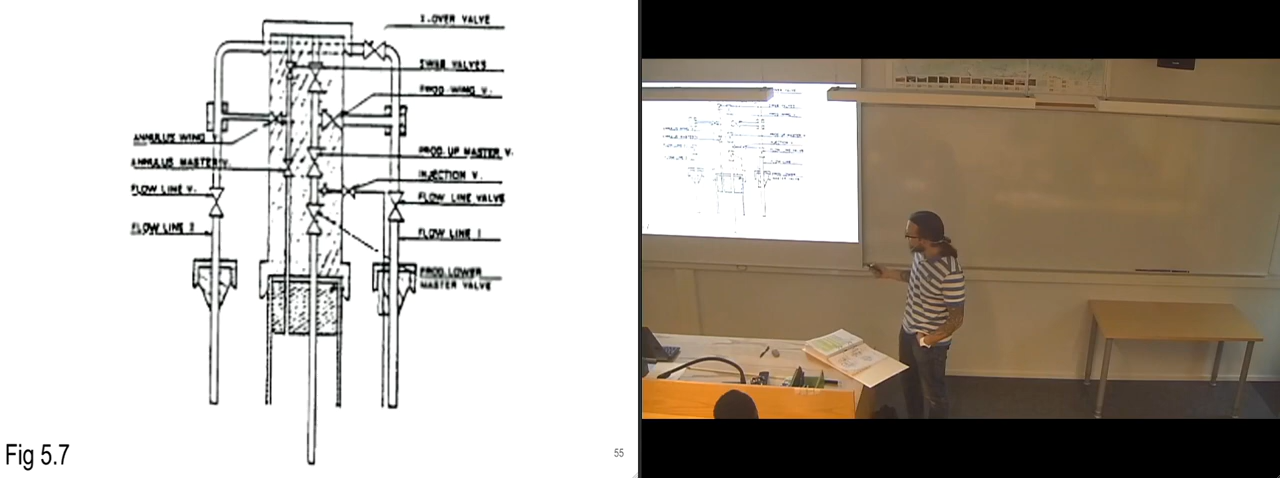 X.OVER VALVE
SWAB VALVES
PROD. WING V.
ANNULUS WING V.
PROD. UP MASTER V.
ANNULUS MASTER V.
INJECTION V.
FLOW LINE V.
FLOW LINE VALVE
FLOW LINE 2
FLOW LINE 1
PROD. LOWER
MASTER VALVE
Fig 5.7
55